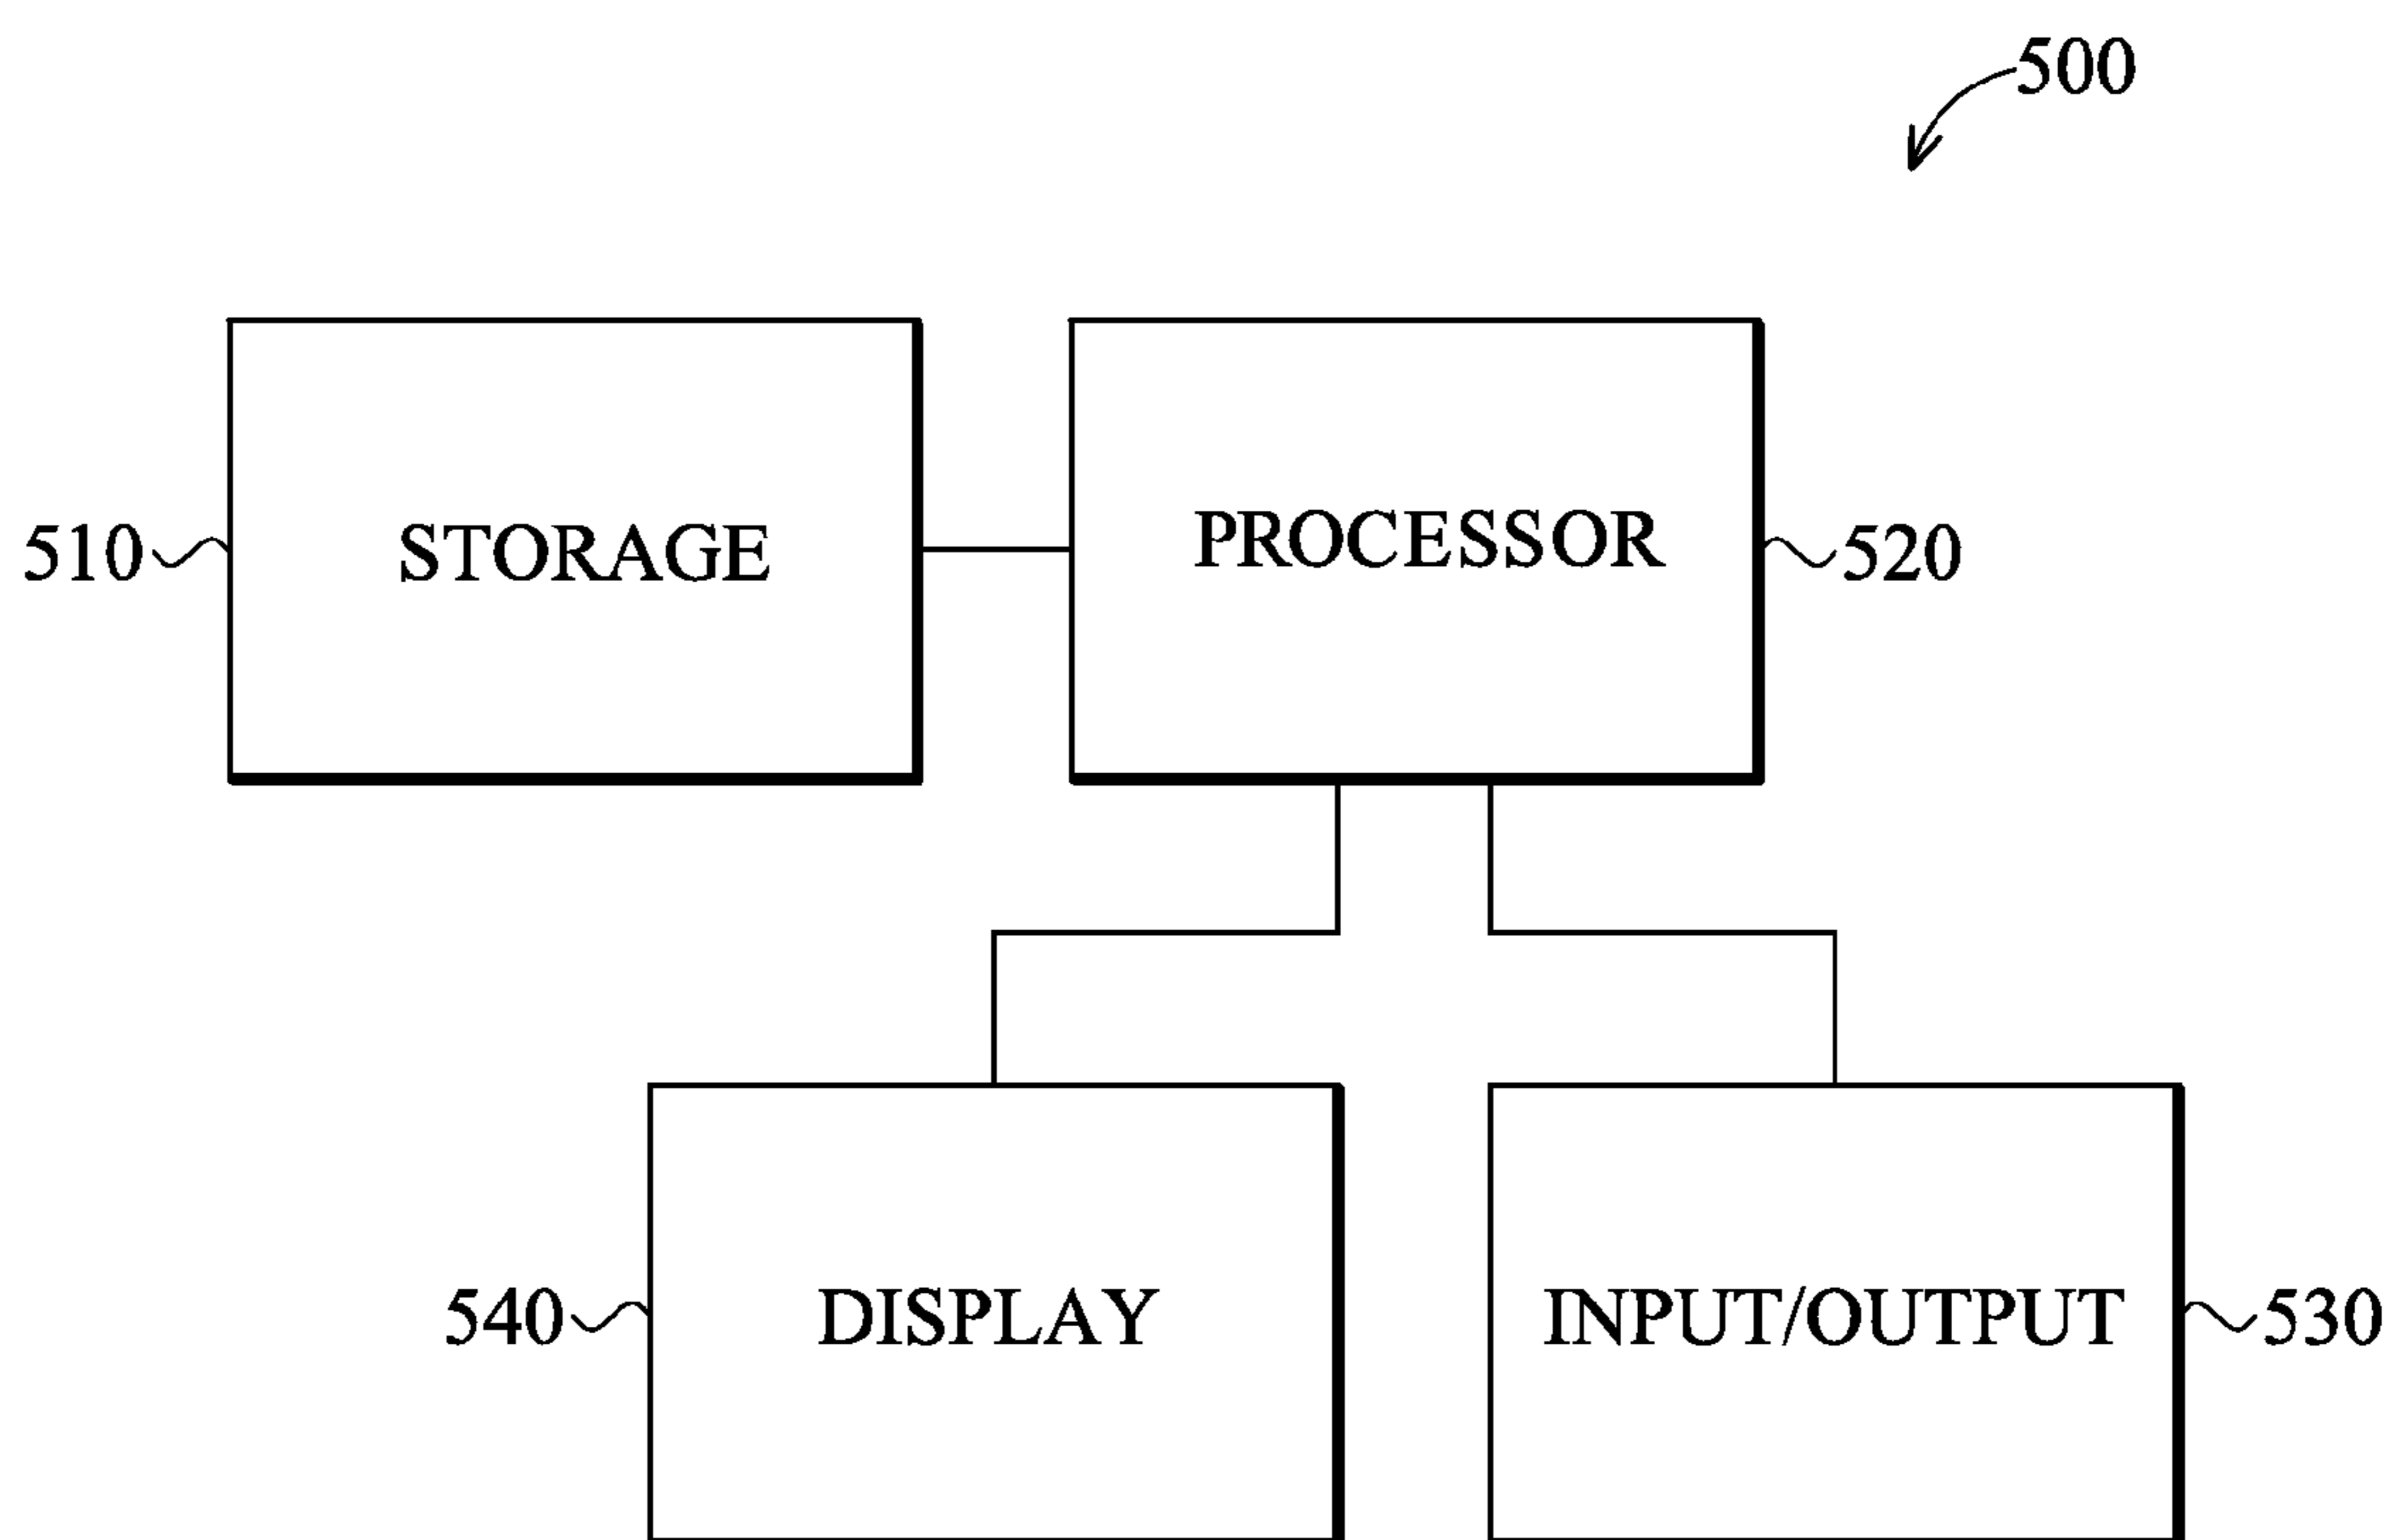 500
510
STORAGE
PROCESSOR
520
540
DISPLAY
INPUT/OUTPUT
530